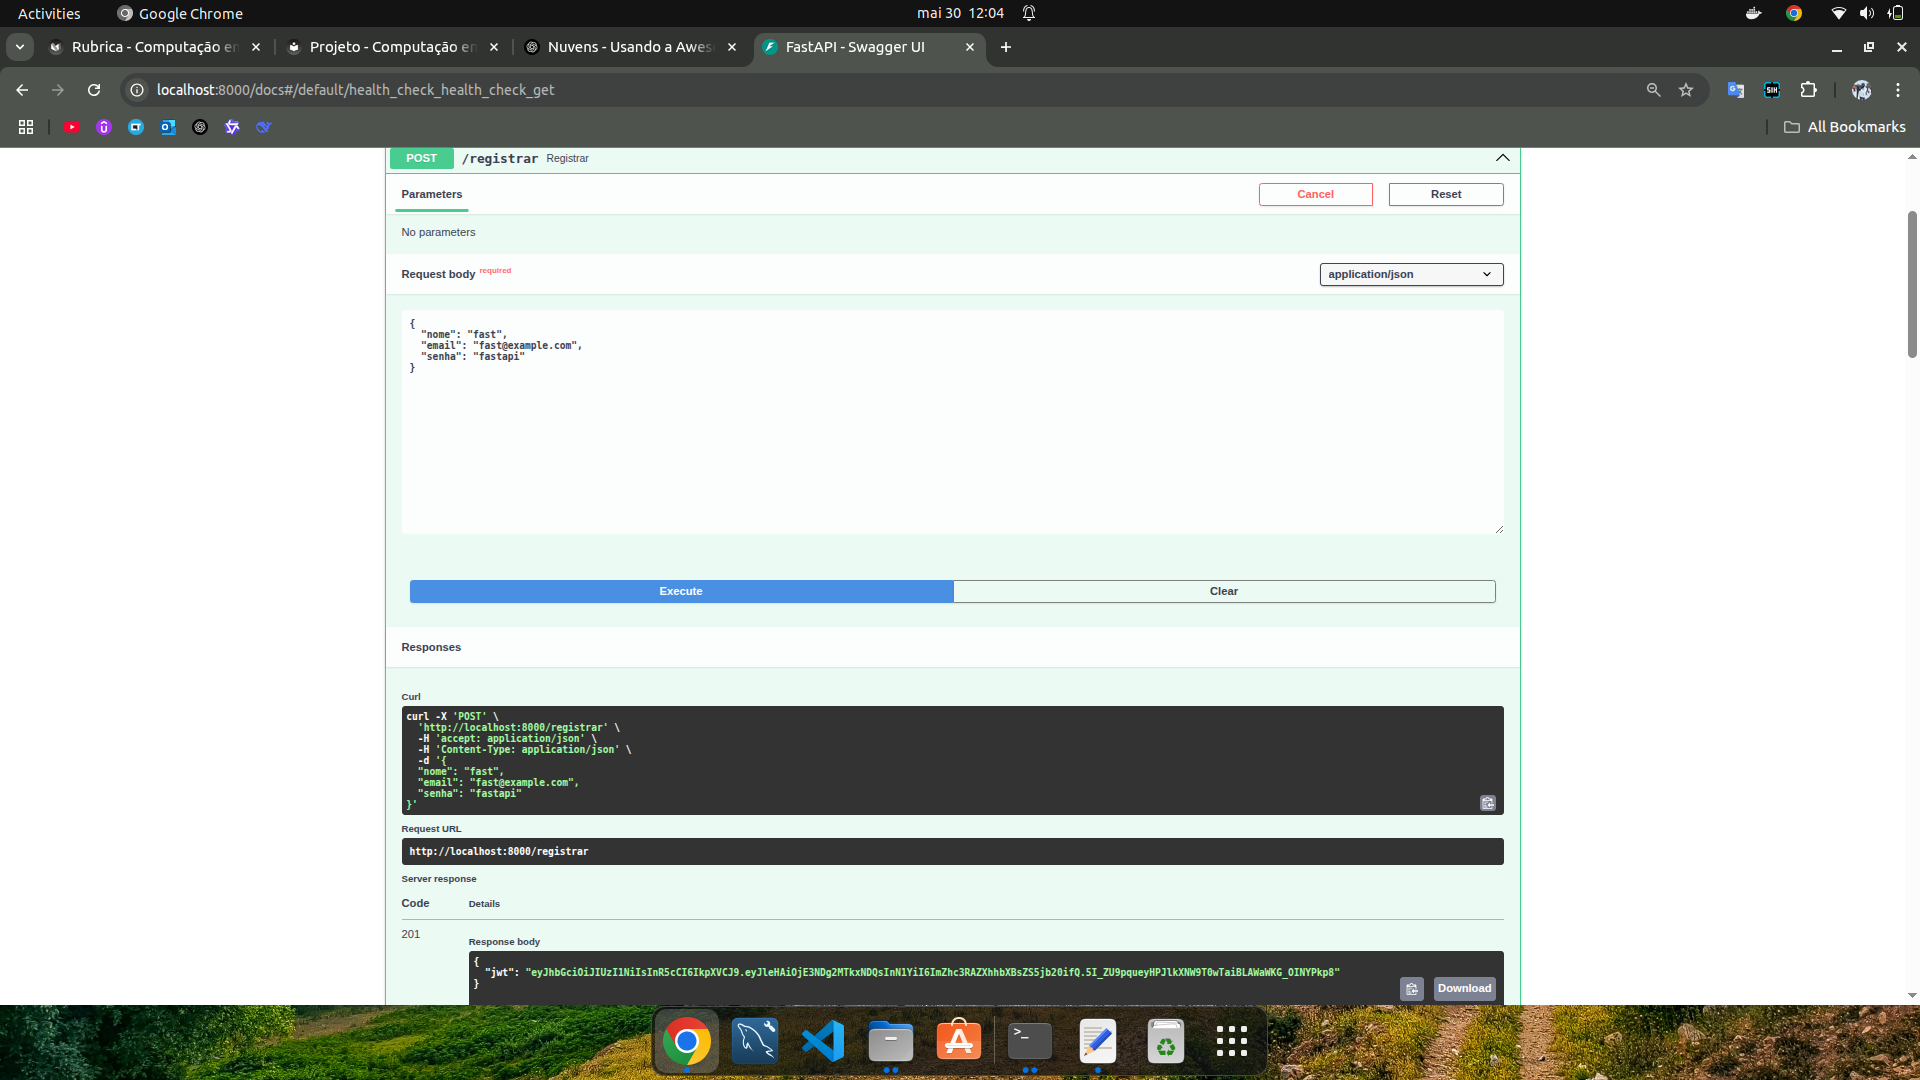 Activities
Google Chrome
mai 30 12:04
Rubrica - Computação en
Projeto - Computação en
Nuvens - Usando a Awes
FastAPI - Swagger UI
localhost:8000/docs#/default/health_check_health_check_get
All Bookmarks
POST /registrar Registrar
Parameters
Cancel
Reset
No parameters
Request body required
application/json
{
  "nome": "fast",
  "email": "fast@example.com",
  "senha": "fastapi"
}
Execute
Clear
Responses
Curl
curl -X 'POST' \
  'http://localhost:8000/registrar' \
  -H 'accept: application/json' \
  -H 'Content-Type: application/json' \
  -d '{
  "nome": "fast",
  "email": "fast@example.com",
  "senha": "fastapi"
}'
Request URL
http://localhost:8000/registrar
Server response
Code Details
201
Response body
{
  "jwt": "eyJhbGciOiJIUzI1NiIsInR5cCI6IkpXVCJ9.eyJleHAiOjE3NDg2MTkxNDQsInN1YiI6ImZhc3RAZXhhbXBsZS5jb20ifQ.5I_ZU9pqueyHPJlkXNW9T0wTaiBLAWaWKG_OINYPkp8"
}
Download